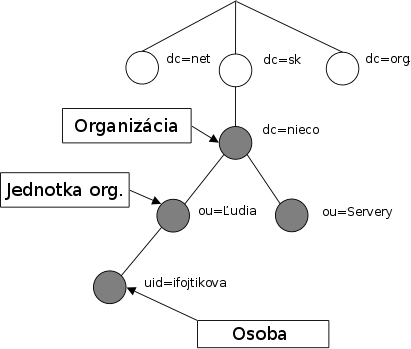 dc=net
dc=sk
dc=org
Organizácia
dc=nieco
Jednotka org.
ou=Ľudia
ou=Servery
uid=ifojtikova
Osoba